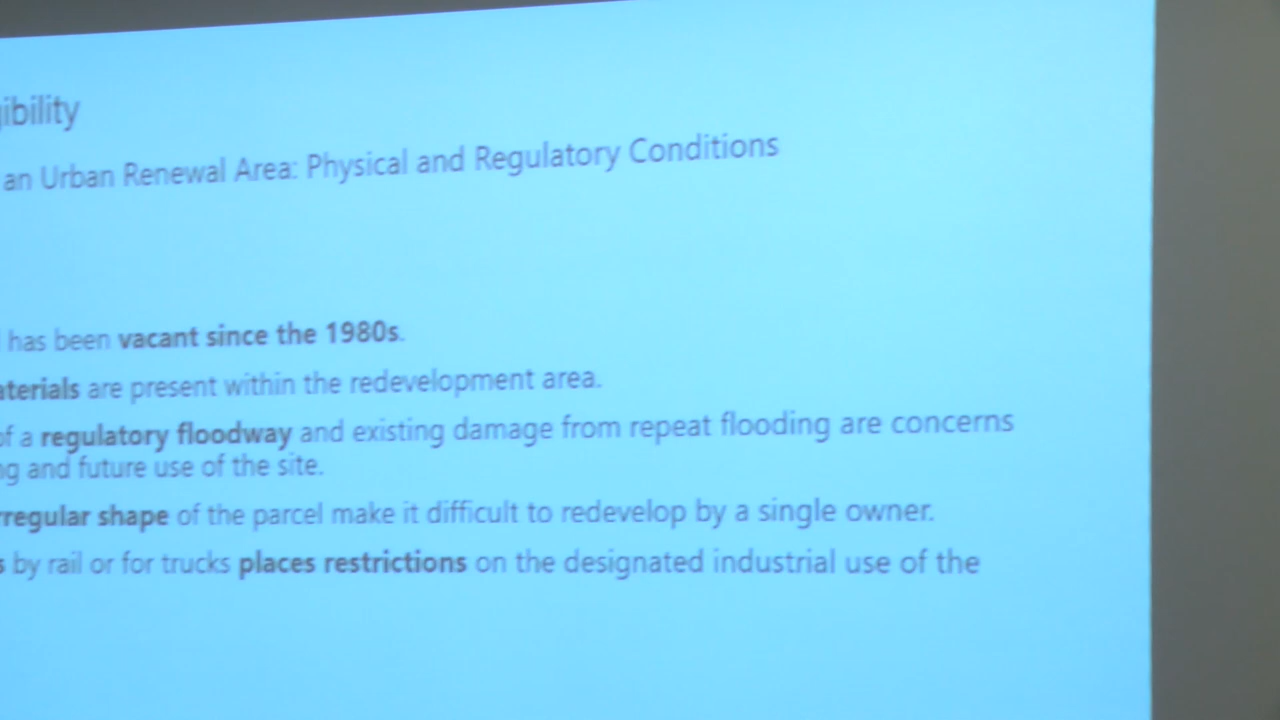 gibility
an Urban Renewal Area: Physical and Regulatory Conditions
has been vacant since the 1980s.
aterials are present within the redevelopment area.
of a regulatory floodway and existing damage from repeat flooding are concerns
ng and future use of the site.
rregular shape of the parcel make it difficult to redevelop by a single owner.
s by rail or for trucks places restrictions on the designated industrial use of the